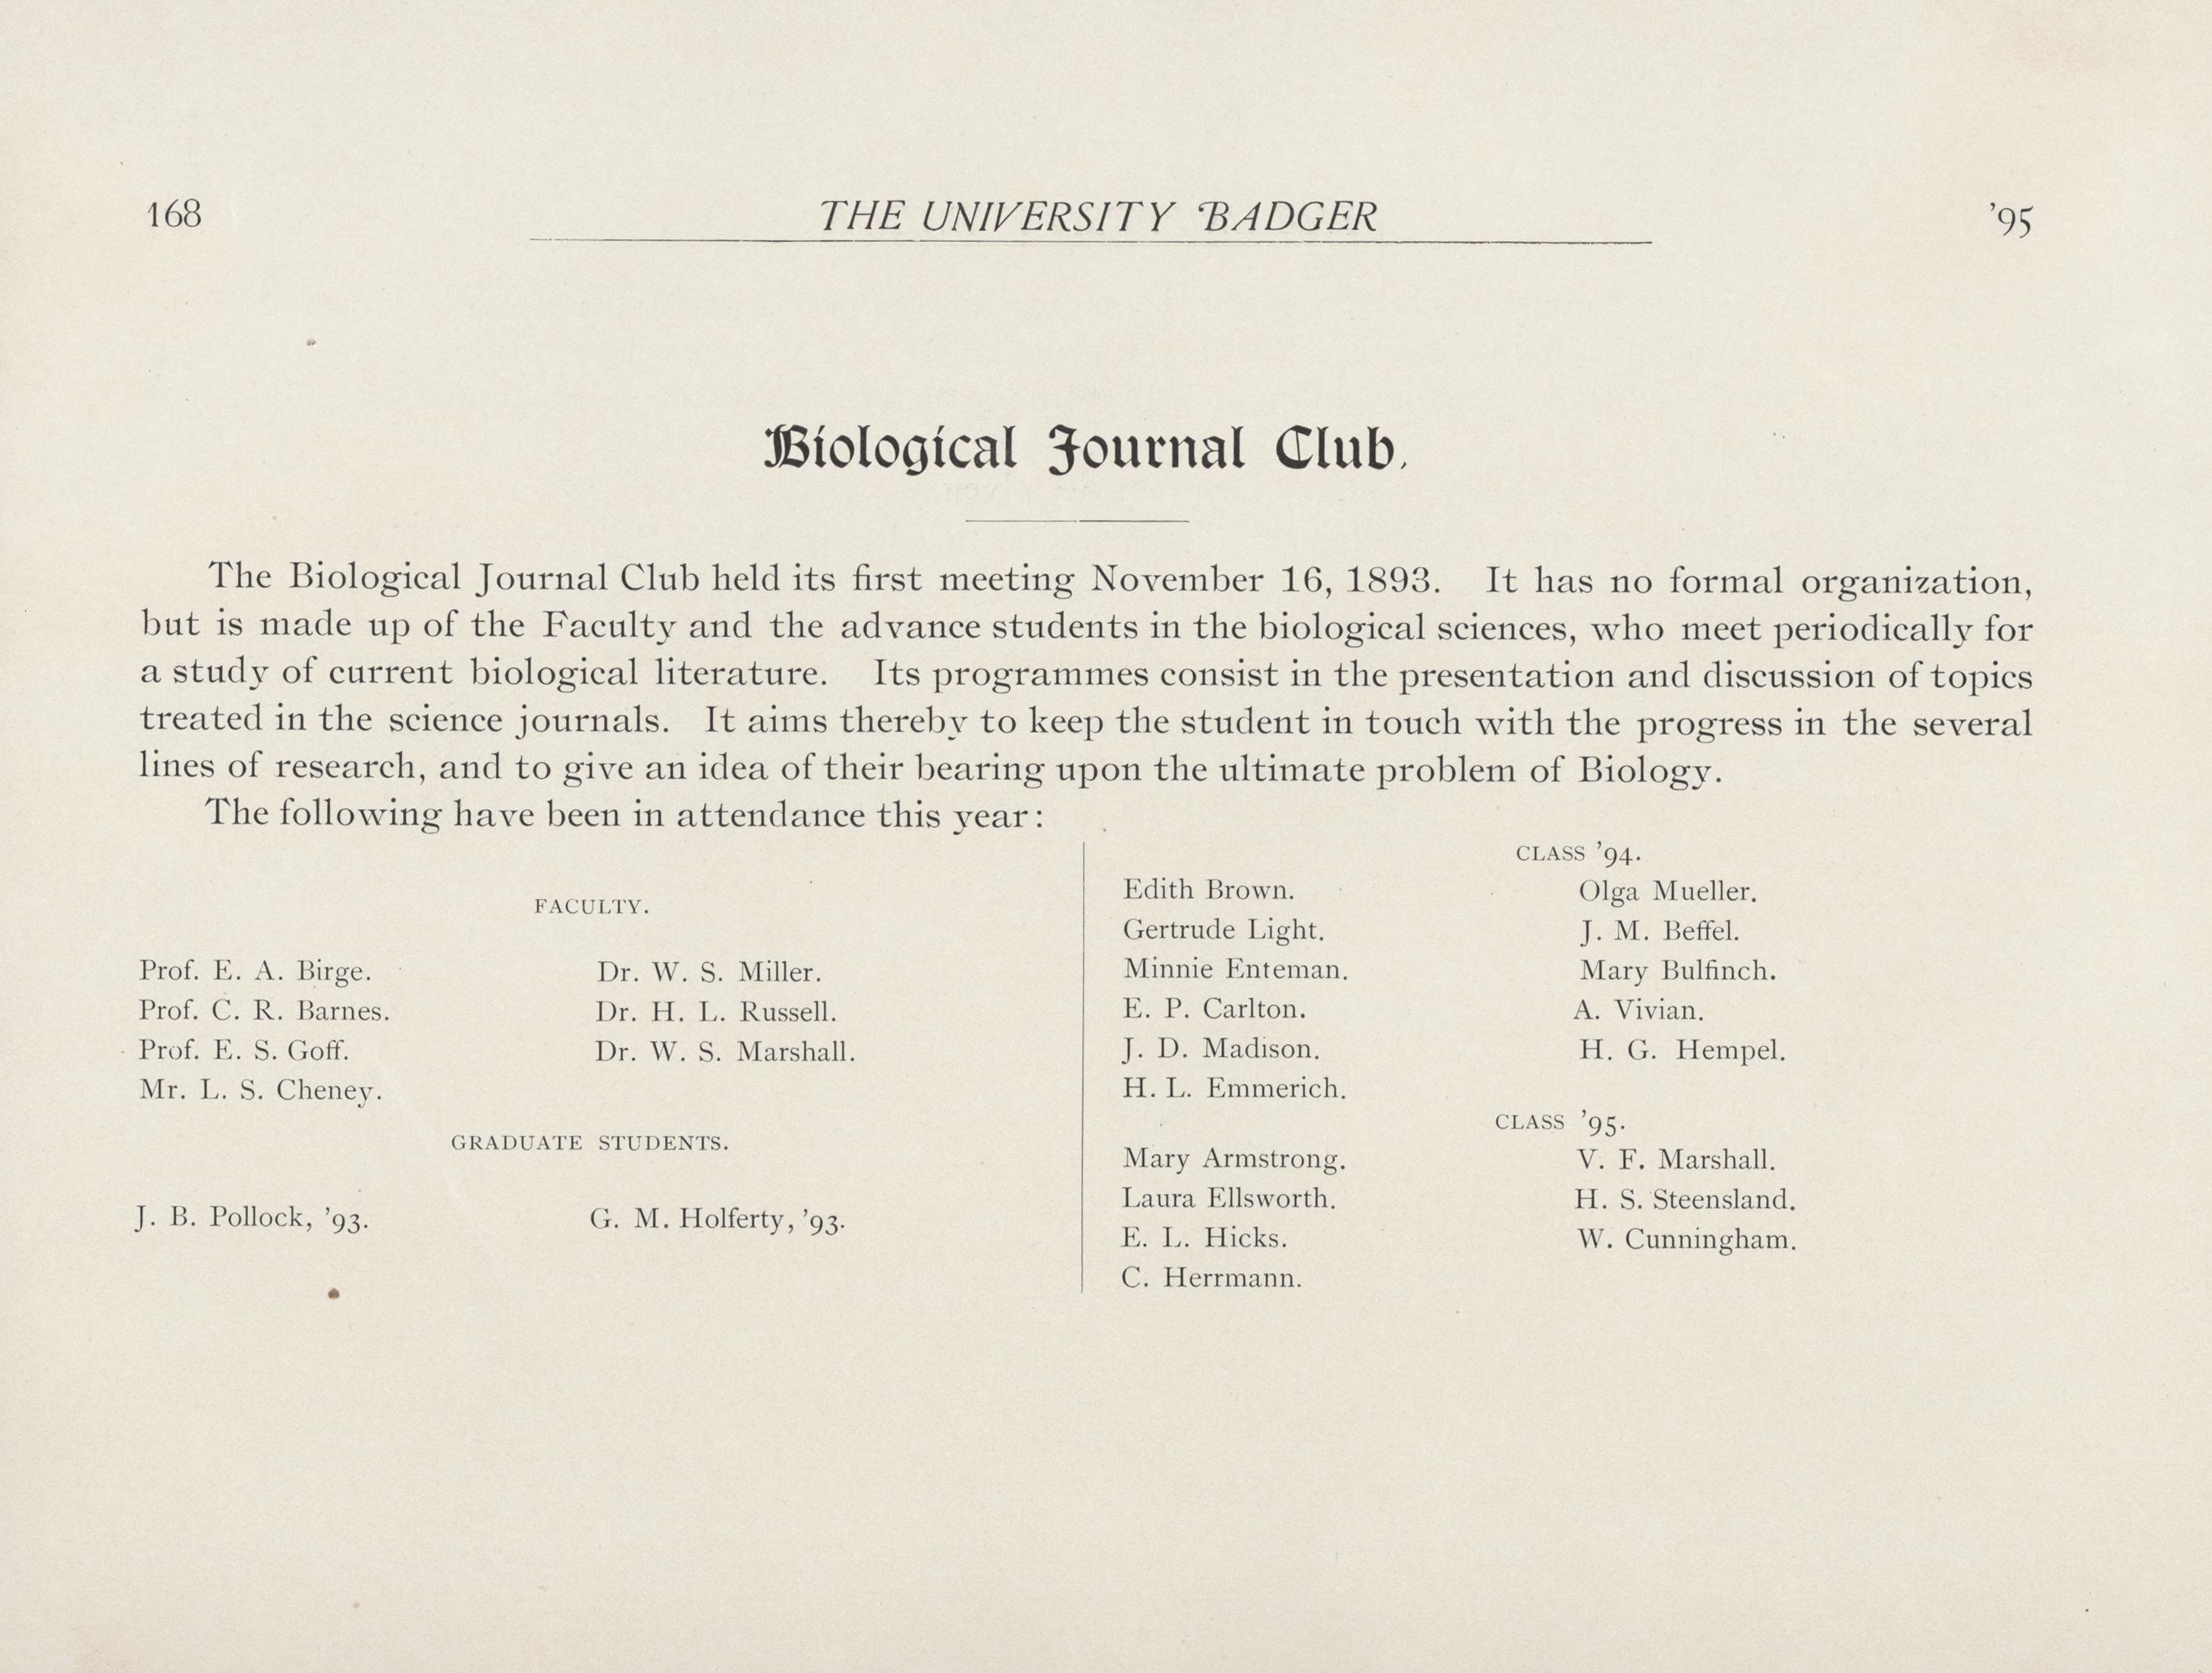 168 THE UNIVERSITY BADGER ’95
Biological Journal Club.
The Biological Journal Club held its first meeting November 16, 1893. It has no formal organization,
but is made up of the Faculty and the advance students in the biological sciences, who meet periodically for
a study of current biological literature. Its programmes consist in the presentation and discussion of topics
treated in the science journals. It aims thereby to keep the student in touch with the progress in the several
lines of research, and to give an idea of their bearing upon the ultimate problem of Biology.
The following have been in attendance this year:
FACULTY.
Prof. E. A. Birge. Dr. W. S. Miller.
Prof. C. R. Barnes. Dr. H. L. Russell.
Prof. E. S. Goff. Dr. W. S. Marshall.
Mr. L. S. Cheney.
GRADUATE STUDENTS.
J. B. Pollock, ’93. G. M. Holferty, ’93.
CLASS ’94.
Edith Brown. Olga Mueller.
Gertrude Light. J. M. Beffel.
Minnie Enteman. Mary Bulfinch.
E. P. Carlton. A. Vivian.
J. D. Madison. H. G. Hempel.
H. L. Emmerich.
CLASS ’95.
Mary Armstrong. V. F. Marshall.
Laura Ellsworth. H. S. Steensland.
E. L. Hicks. W. Cunningham.
C. Herrmann.